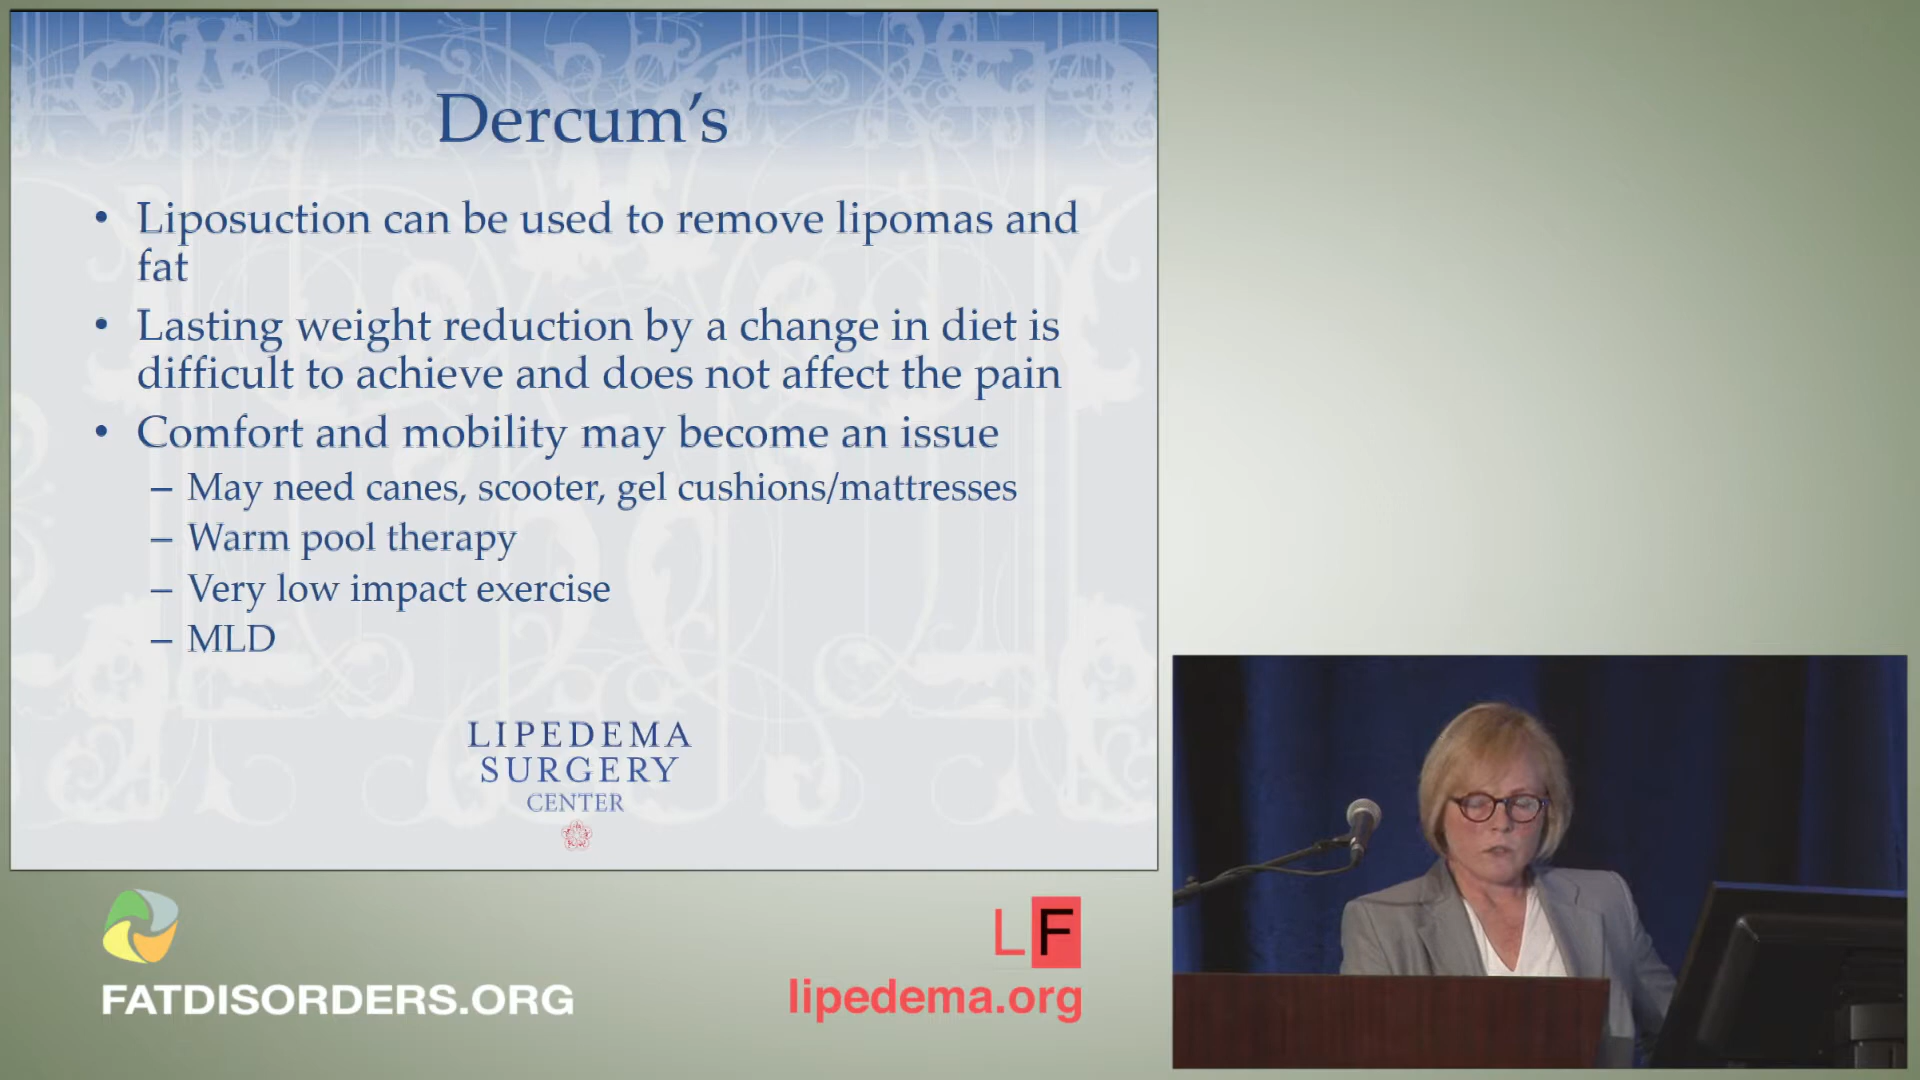 Dercum’s
• Liposuction can be used to remove lipomas and
fat
• Lasting weight reduction by a change in diet is
difficult to achieve and does not affect the pain
• Comfort and mobility may become an issue
– May need canes, scooter, gel cushions/mattresses
– Warm pool therapy
– Very low impact exercise
– MLD
LIPEDEMA
SURGERY
CENTER
FATDISORDERS.ORG
LF
lipedema.org